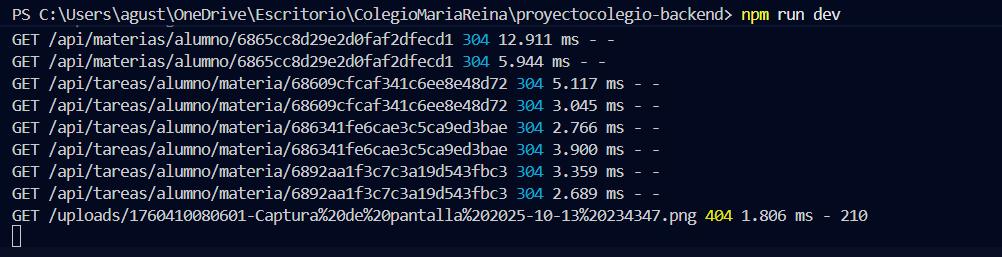 PS C:\Users\agust\OneDrive\Escritorio\ColegioMariaReina\proyectocolegio-backend> npm run dev
GET /api/materias/alumno/6865cc8d29e2d0faf2dfecd1 304 12.911 ms - -
GET /api/materias/alumno/6865cc8d29e2d0faf2dfecd1 304 5.944 ms - -
GET /api/tareas/alumno/materia/68609cfcaf341c6ee8e48d72 304 5.117 ms - -
GET /api/tareas/alumno/materia/68609cfcaf341c6ee8e48d72 304 3.045 ms - -
GET /api/tareas/alumno/materia/686341fe6cae3c5ca9ed3bae 304 2.766 ms - -
GET /api/tareas/alumno/materia/686341fe6cae3c5ca9ed3bae 304 3.900 ms - -
GET /api/tareas/alumno/materia/6892aa1f3c7c3a19d543fbc3 304 3.359 ms - -
GET /api/tareas/alumno/materia/6892aa1f3c7c3a19d543fbc3 304 2.689 ms - -
GET /uploads/1760410080601-Captura%20de%20pantalla%202025-10-13%20234347.png 404 1.806 ms - 210